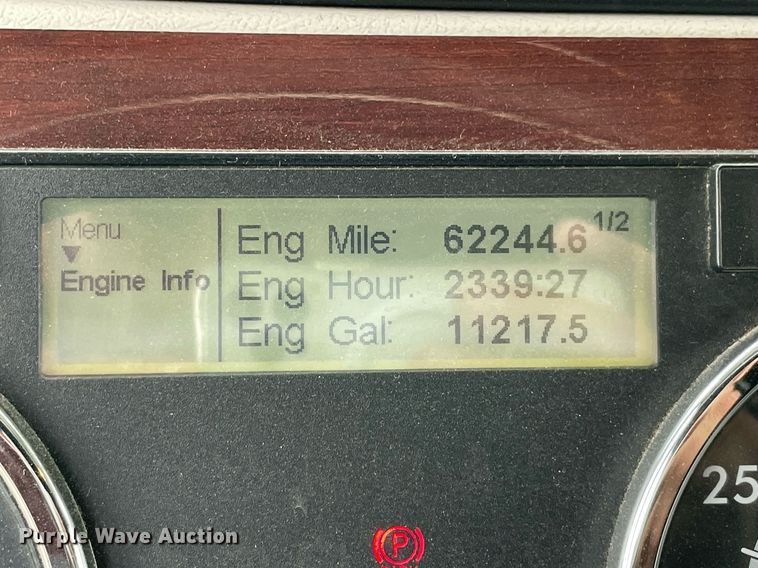 Menu
▼
Engine Info
Eng Mile: 62244.6 1/2
Eng Hour: 2339:27
Eng Gal: 11217.5
25
P
Purple Wave Auction